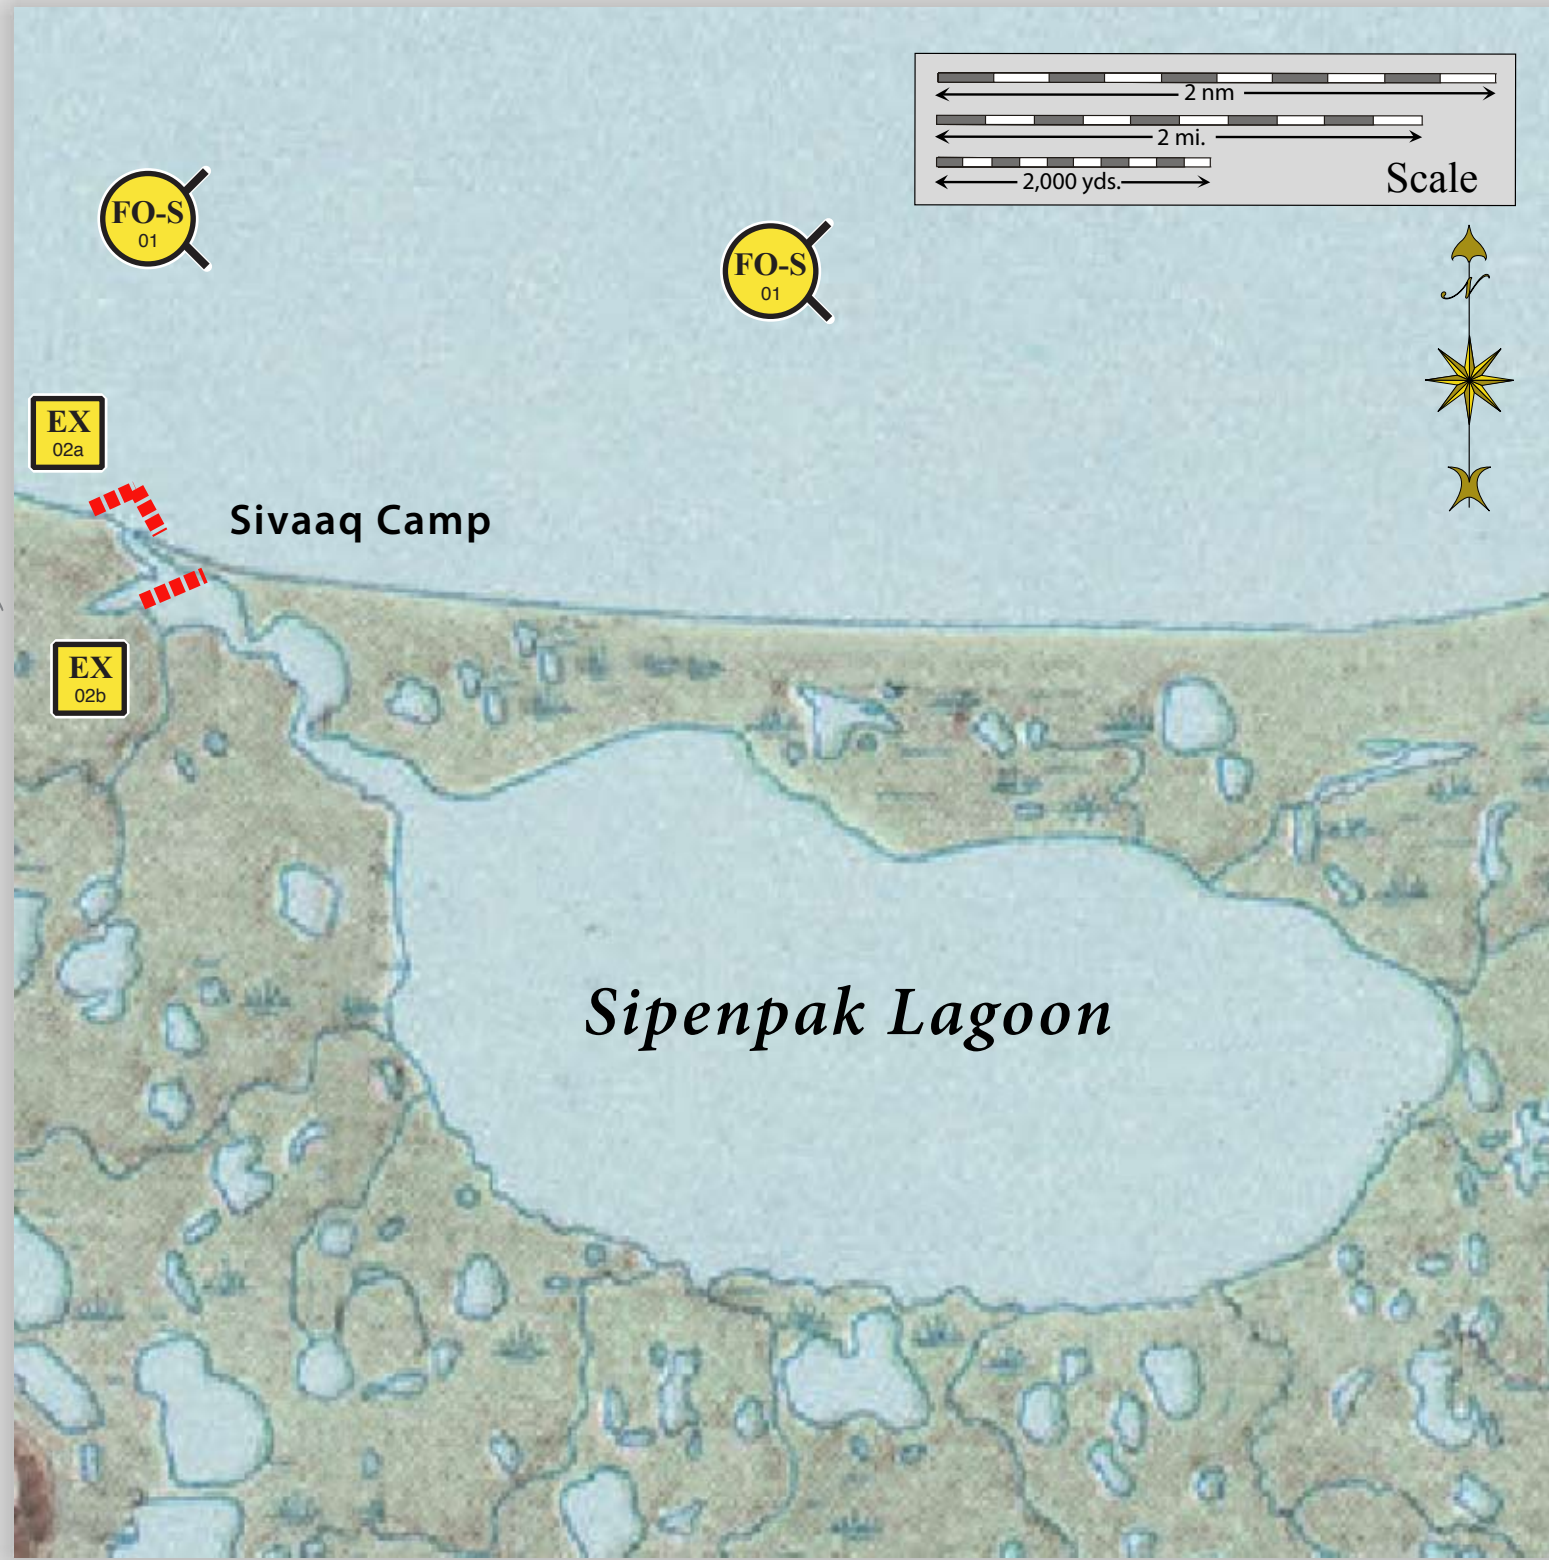 2 nm
2 mi.
2,000 yds.
Scale
FO-S
01
FO-S
01
N
EX
02a
Sivaaq Camp
EX
02b
Sipenpak Lagoon